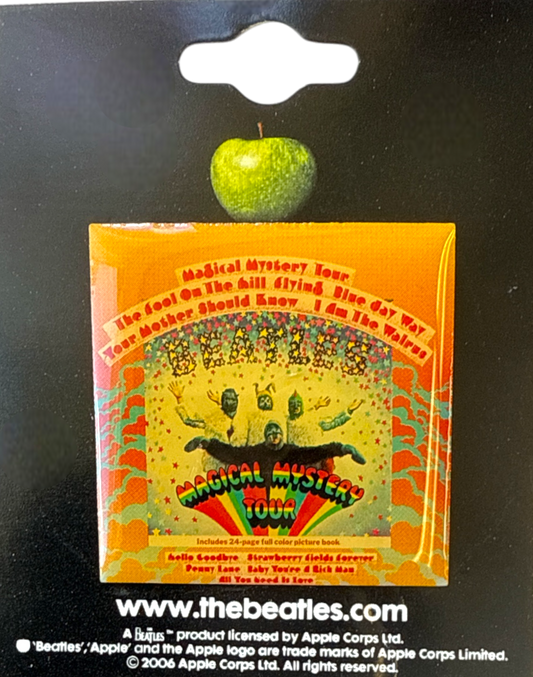 Magical Mystery Tour
The Fool On The Hill Flying Blue Jay Way
Your Mother Should Know I Am The Walrus
BEATLES
MAGICAL MYSTERY
TOUR
Includes 24-page full color picture book
Hello Goodbye Strawberry Fields Forever
Penny Lane Baby You're A Rich Man
All You Need Is Love
www.thebeatles.com
A BEATLES™ product licensed by Apple Corps Ltd.
'Beatles','Apple' and the Apple logo are trade marks of Apple Corps Limited.
© 2006 Apple Corps Ltd. All rights reserved.